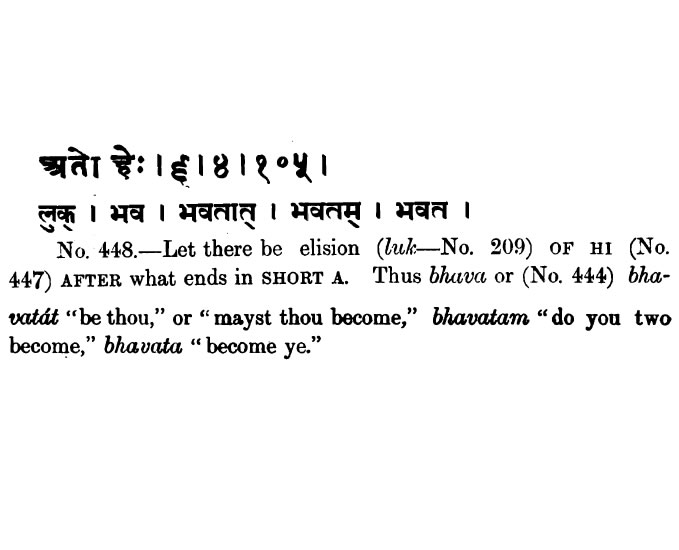 अतो हेः । ६ । ४ । १०५ ।
लुक् । भव । भवतात् । भवतम् । भवत ।
No. 448.—Let there be elision (luk—No. 209) OF HI (No.
447) AFTER what ends in SHORT A. Thus bhava or (No. 444) bha-
vatát “be thou,” or “mayst thou become,” bhavatam “do you two
become,” bhavata “become ye.”